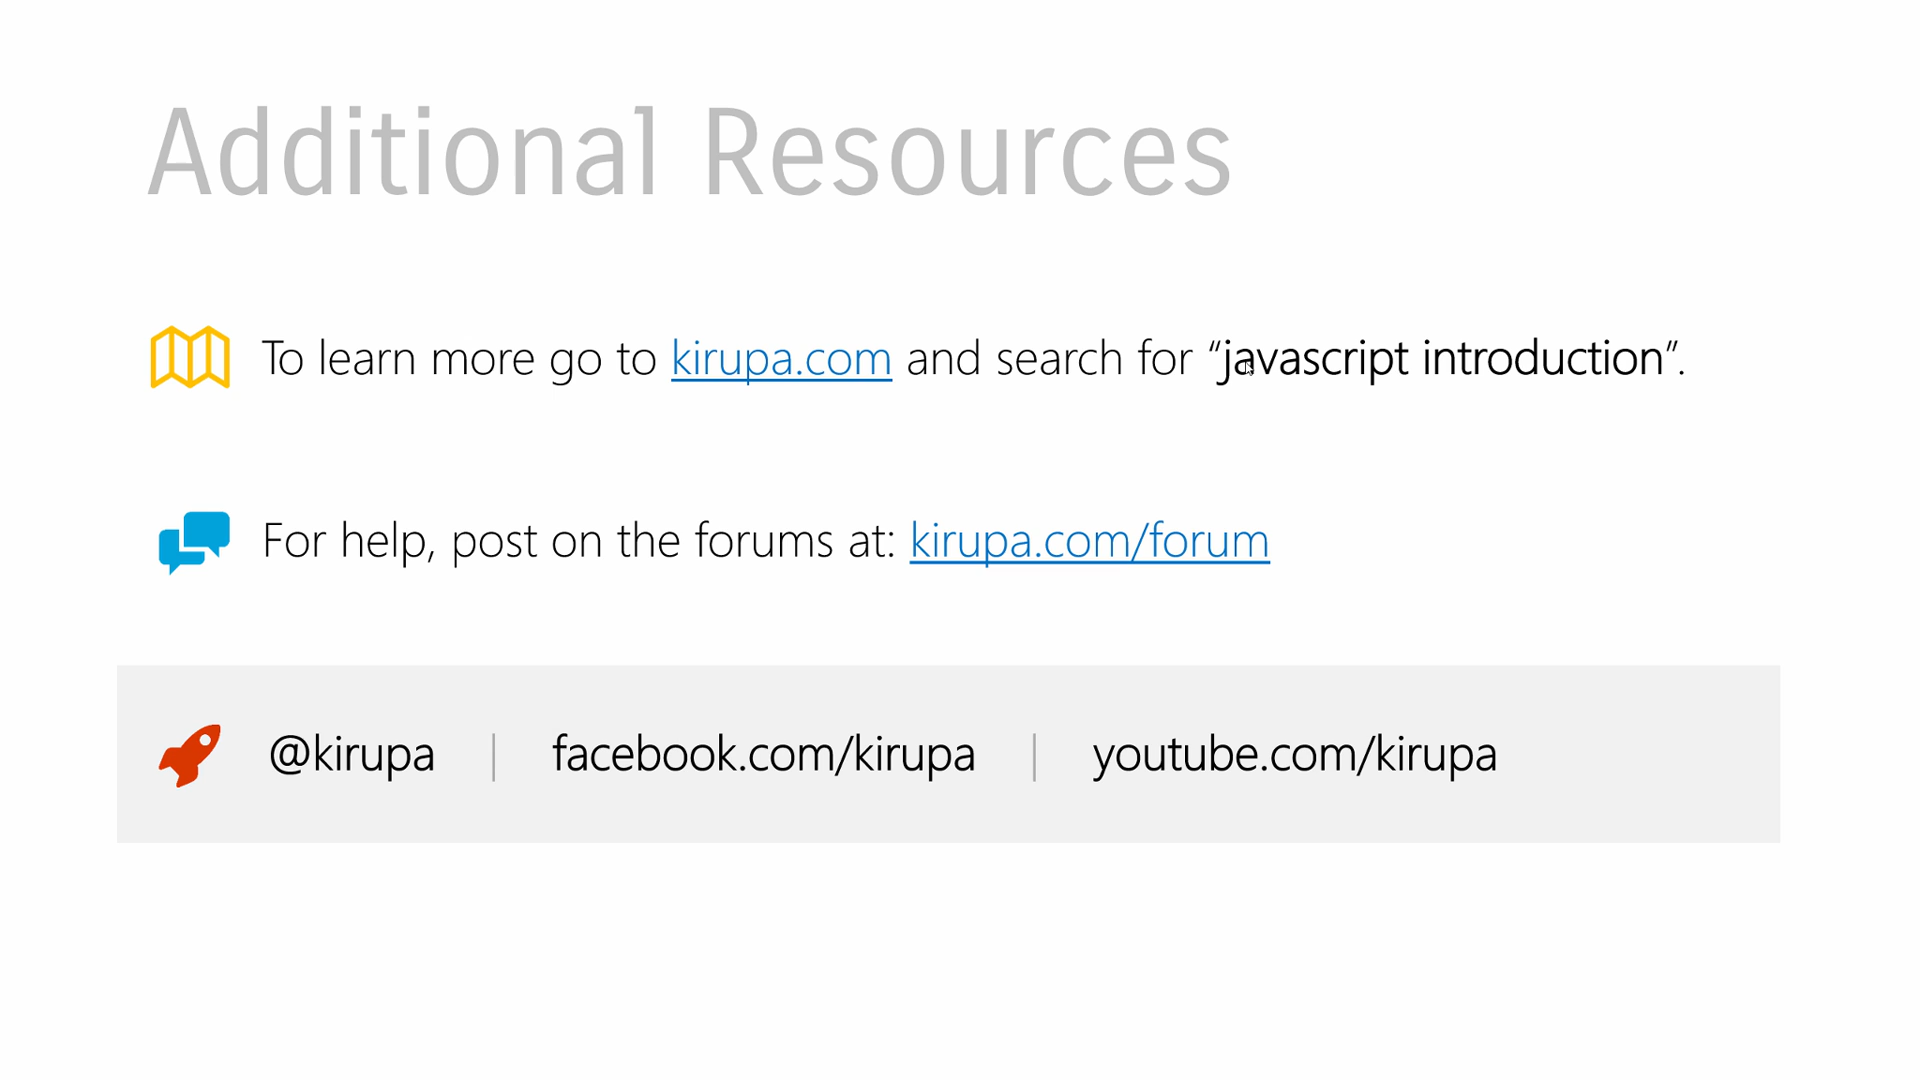 Additional Resources
To learn more go to kirupa.com and search for “javascript introduction”.
For help, post on the forums at: kirupa.com/forum
@kirupa | facebook.com/kirupa | youtube.com/kirupa